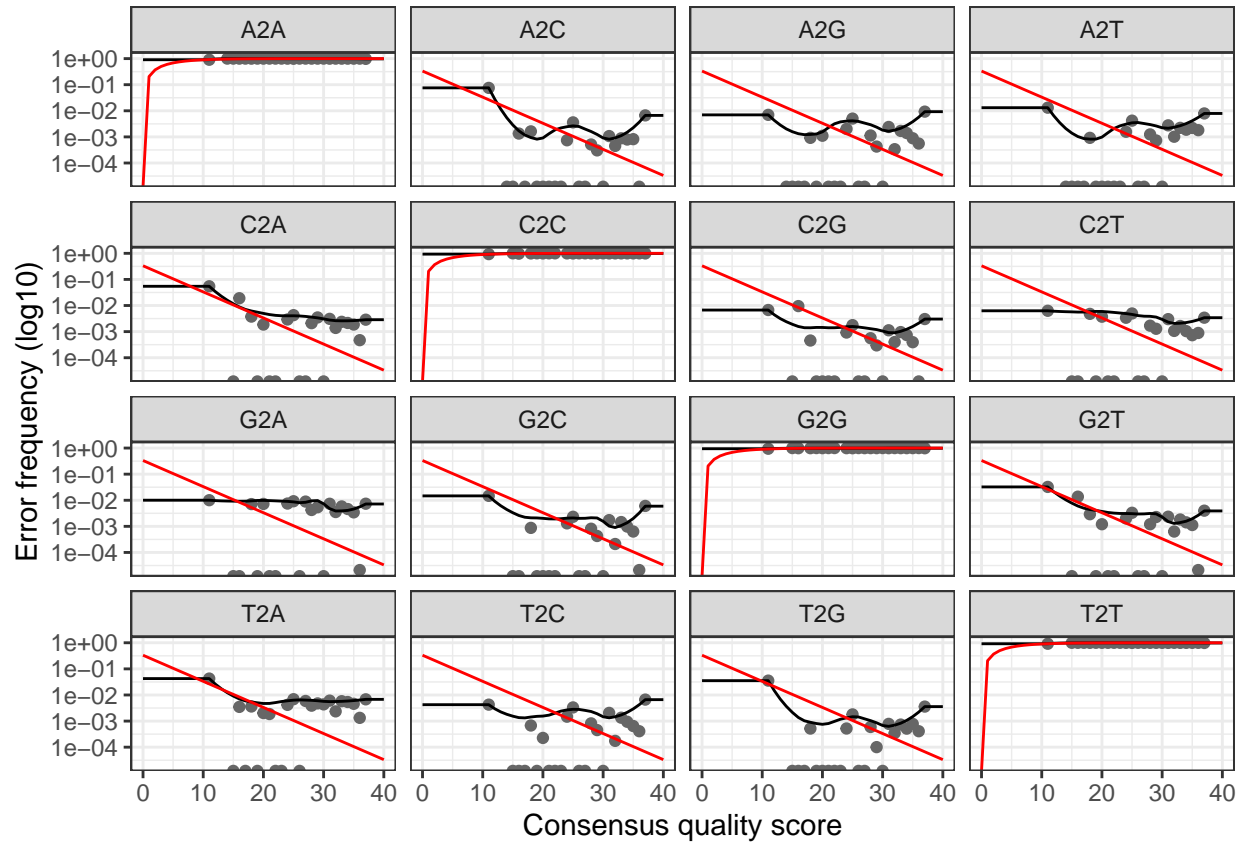 A2A A2C A2G A2T
1e+00
1e−01
1e−02
1e−03
1e−04
C2A C2C C2G C2T
1e+00
1e−01
1e−02
1e−03
1e−04
Error frequency (log10)
G2A G2C G2G G2T
1e+00
1e−01
1e−02
1e−03
1e−04
T2A T2C T2G T2T
1e+00
1e−01
1e−02
1e−03
1e−04
0 10 20 30 40 0 10 20 30 40 0 10 20 30 40 0 10 20 30 40
Consensus quality score